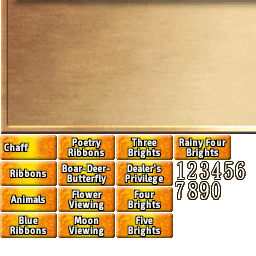 Chaff
Poetry
Ribbons
Three
Brights
Rainy Four
Brights
Ribbons
Boar-Deer-
Butterfly
Dealer's
Privilege
Animals
Flower
Viewing
Four
Brights
Blue
Ribbons
Moon
Viewing
Five
Brights
123456
7890